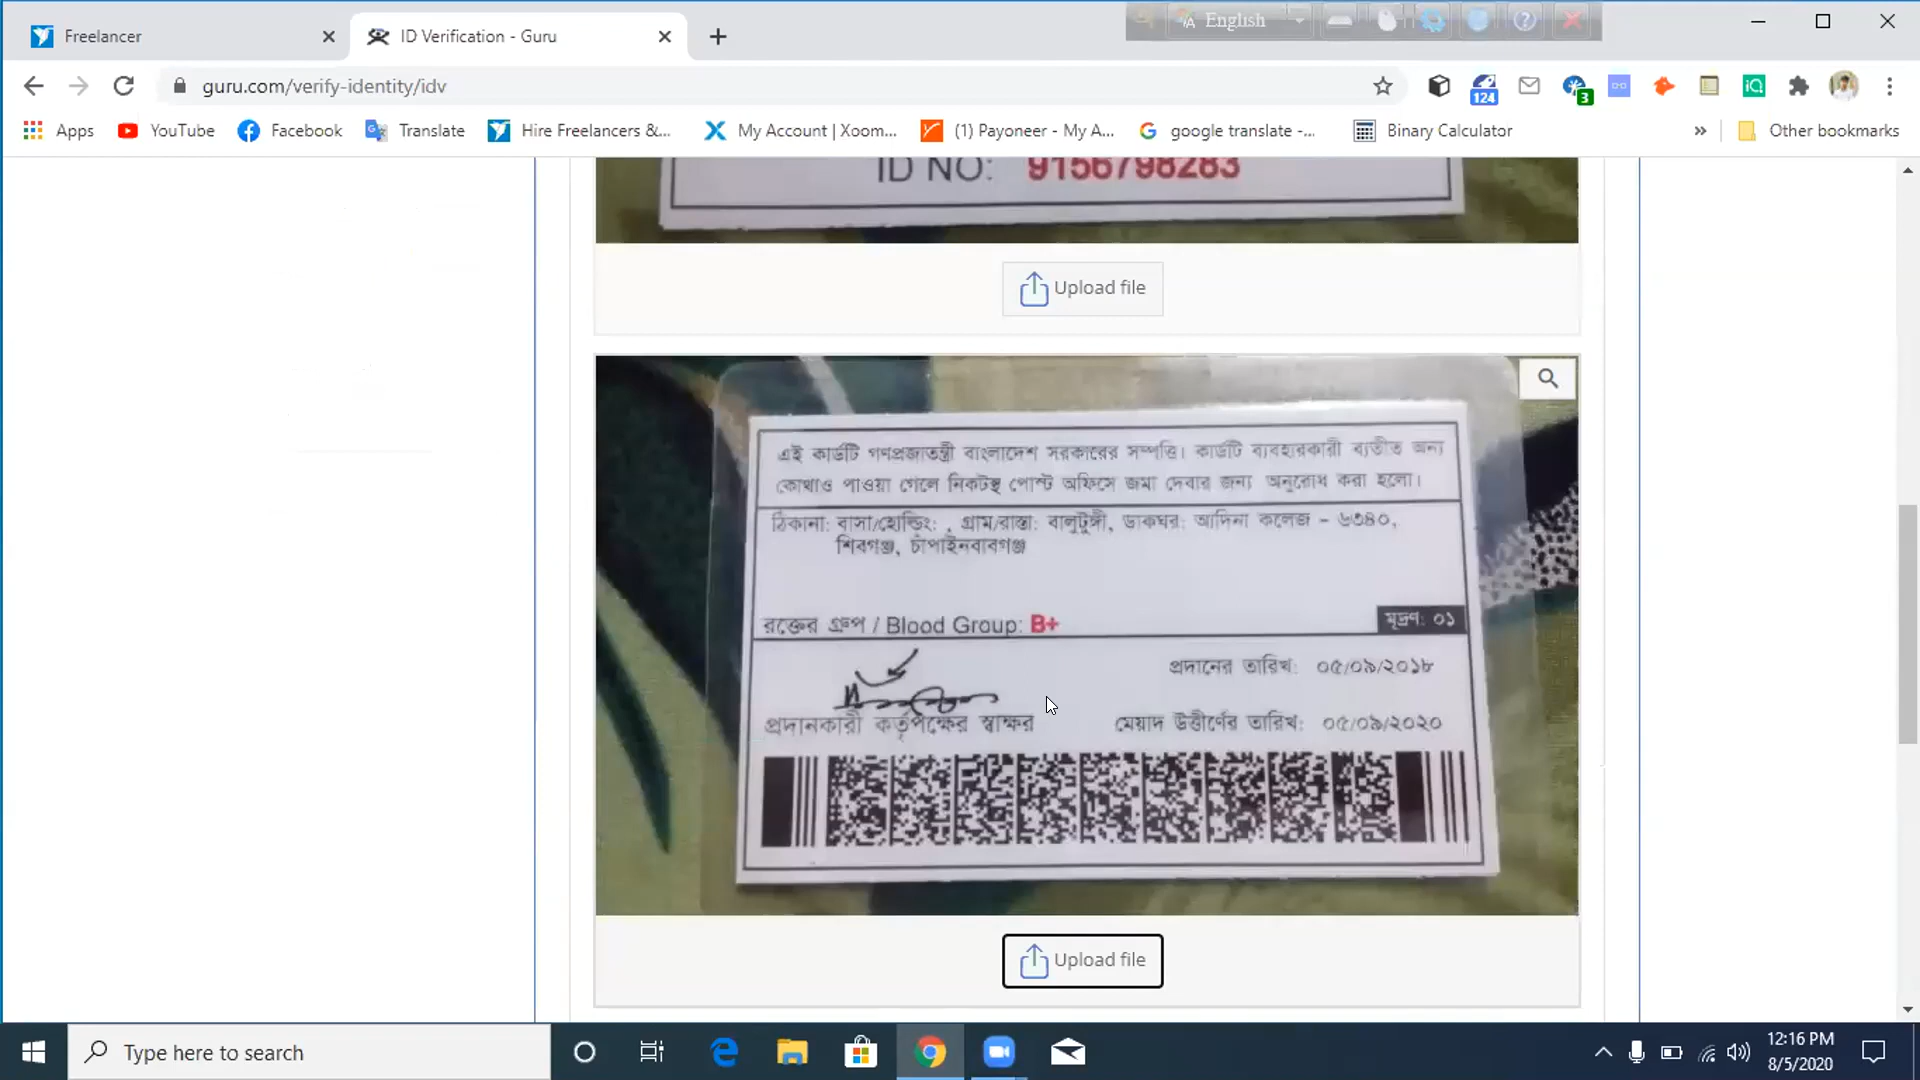 Freelancer
ID Verification - Guru
English
guru.com/verify-identity/idv
124
3
Apps
YouTube
Facebook
Translate
Hire Freelancers &...
My Account | Xoom...
(1) Payoneer - My A...
google translate -...
Binary Calculator
Other bookmarks
ID NO: 9156798283
Upload file
এই কার্ডটি গণপ্রজাতন্ত্রী বাংলাদেশ সরকারের সম্পত্তি। কার্ডটি ব্যবহারকারী ব্যতীত অন্য
কোথাও পাওয়া গেলে নিকটস্থ পোস্ট অফিসে জমা দেবার জন্য অনুরোধ করা হলো।
ঠিকানা: বাসা/হোল্ডিং: , গ্রাম/রাস্তা: বালুটুঙ্গী, ডাকঘর: আদিনা কলেজ - ৬৩৪০,
শিবগঞ্জ, চাঁপাইনবাবগঞ্জ
রক্তের গ্রুপ / Blood Group: B+
মুদ্রণ: ০১
প্রদানের তারিখ: ০৫/০৯/২০১৮
প্রদানকারী কর্তৃপক্ষের স্বাক্ষর
মেয়াদ উত্তীর্ণের তারিখ: ০৫/০৯/২০২০
Upload file
Type here to search
12:16 PM
8/5/2020